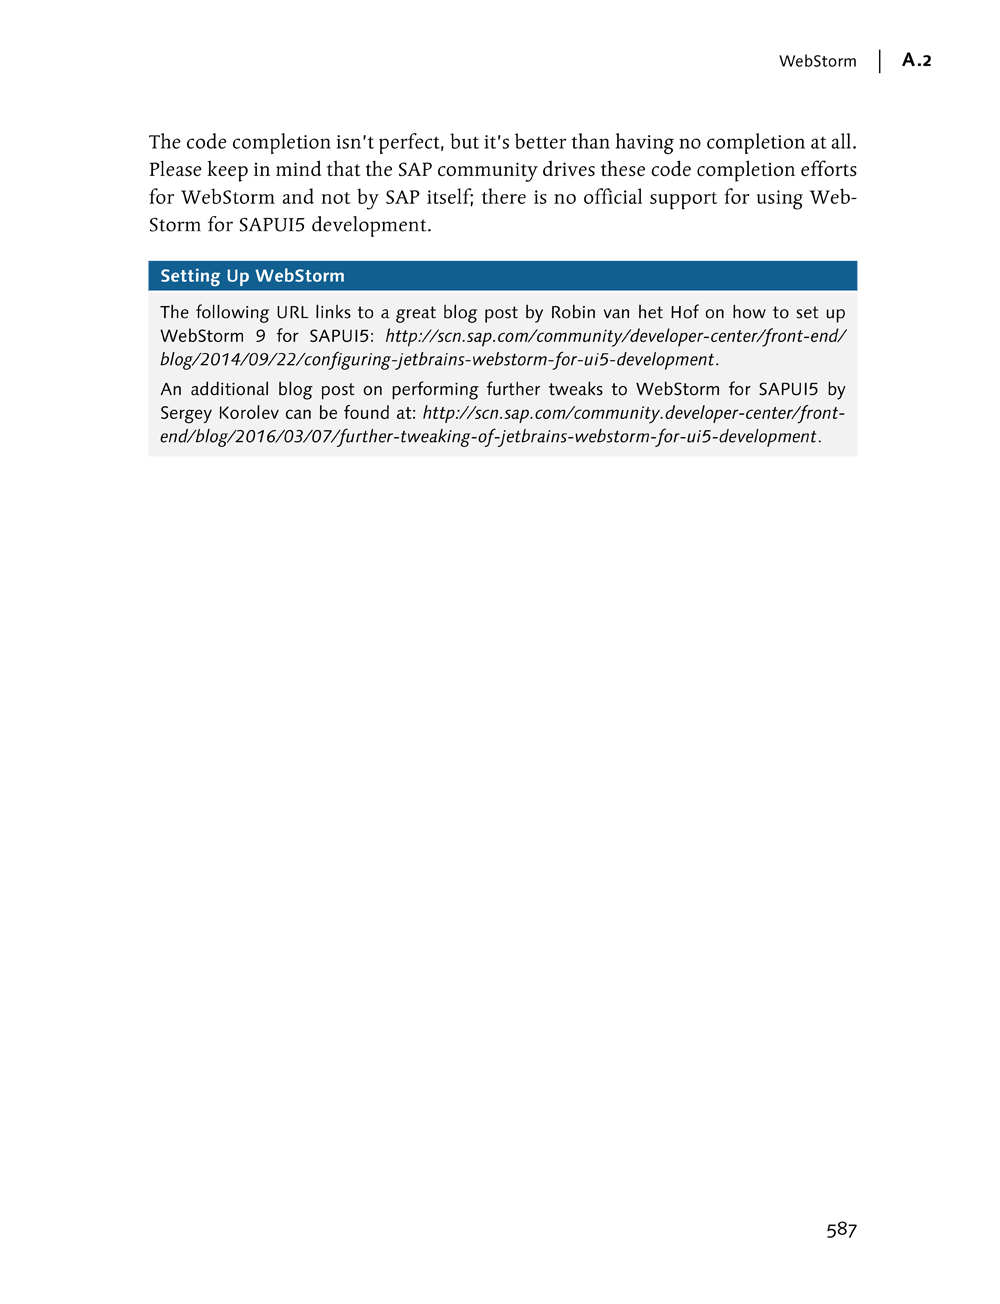 WebStorm | A.2
The code completion isn't perfect, but it's better than having no completion at all.
Please keep in mind that the SAP community drives these code completion efforts
for WebStorm and not by SAP itself; there is no official support for using Web-
Storm for SAPUI5 development.
Setting Up WebStorm
The following URL links to a great blog post by Robin van het Hof on how to set up
WebStorm 9 for SAPUI5: http://scn.sap.com/community/developer-center/front-end/
blog/2014/09/22/configuring-jetbrains-webstorm-for-ui5-development.
An additional blog post on performing further tweaks to WebStorm for SAPUI5 by
Sergey Korolev can be found at: http://scn.sap.com/community.developer-center/front-
end/blog/2016/03/07/further-tweaking-of-jetbrains-webstorm-for-ui5-development.
587